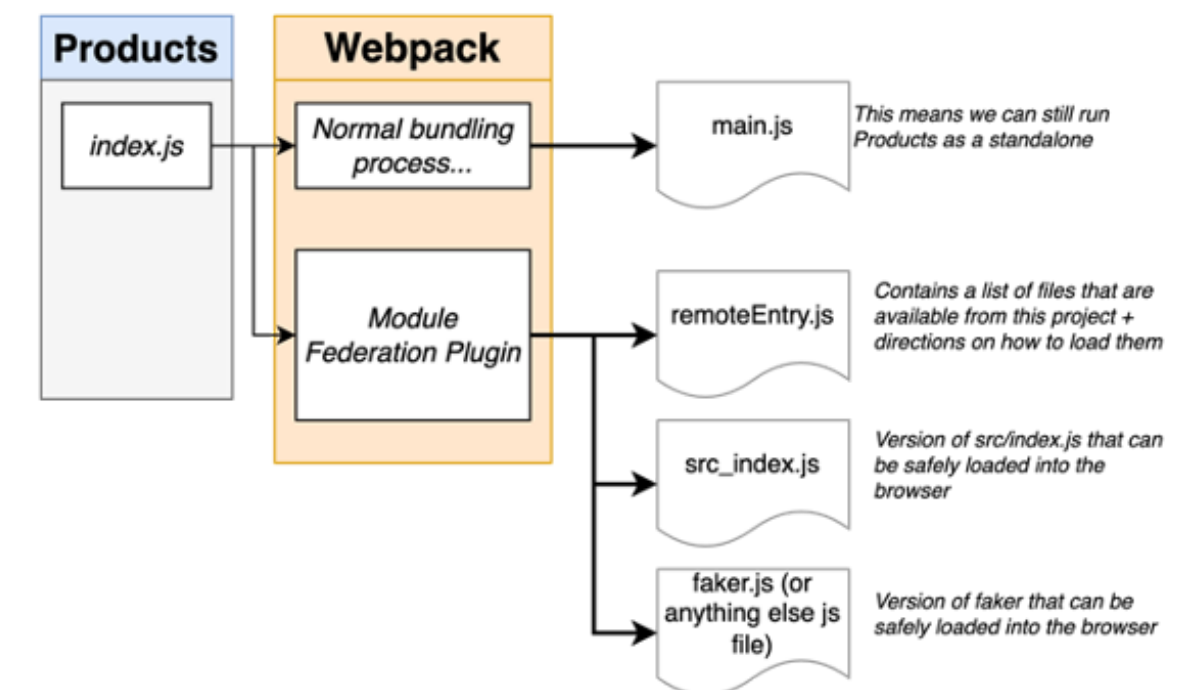 Products
index.js
Webpack
Normal bundling
process...
Module
Federation Plugin
main.js
This means we can still run
Products as a standalone
remoteEntry.js
Contains a list of files that are
available from this project +
directions on how to load them
src_index.js
Version of src/index.js that can
be safely loaded into the
browser
faker.js (or
anything else js
file)
Version of faker that can be
safely loaded into the browser